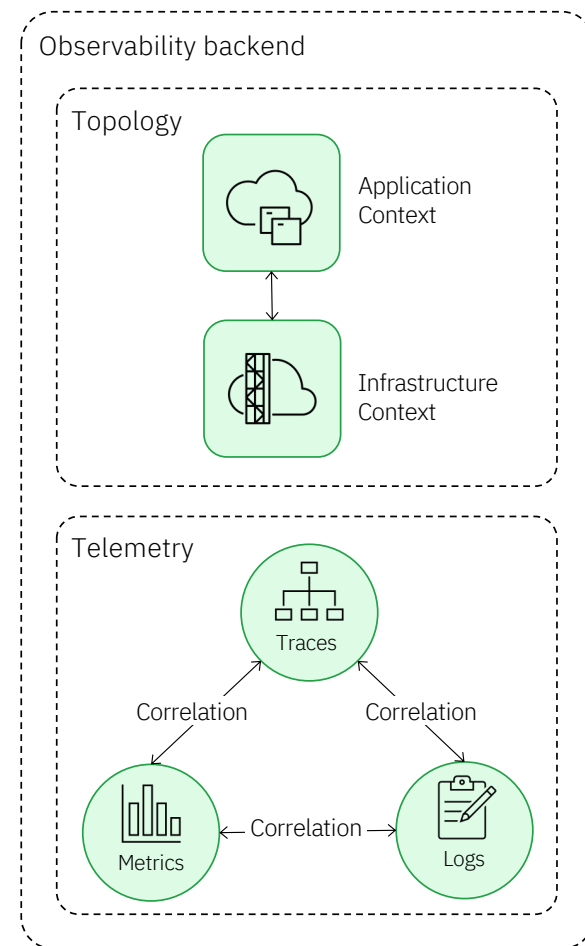 Observability backend
Topology
Application
Context
Infrastructure
Context
Telemetry
Traces
Correlation
Correlation
Correlation
Metrics
Logs